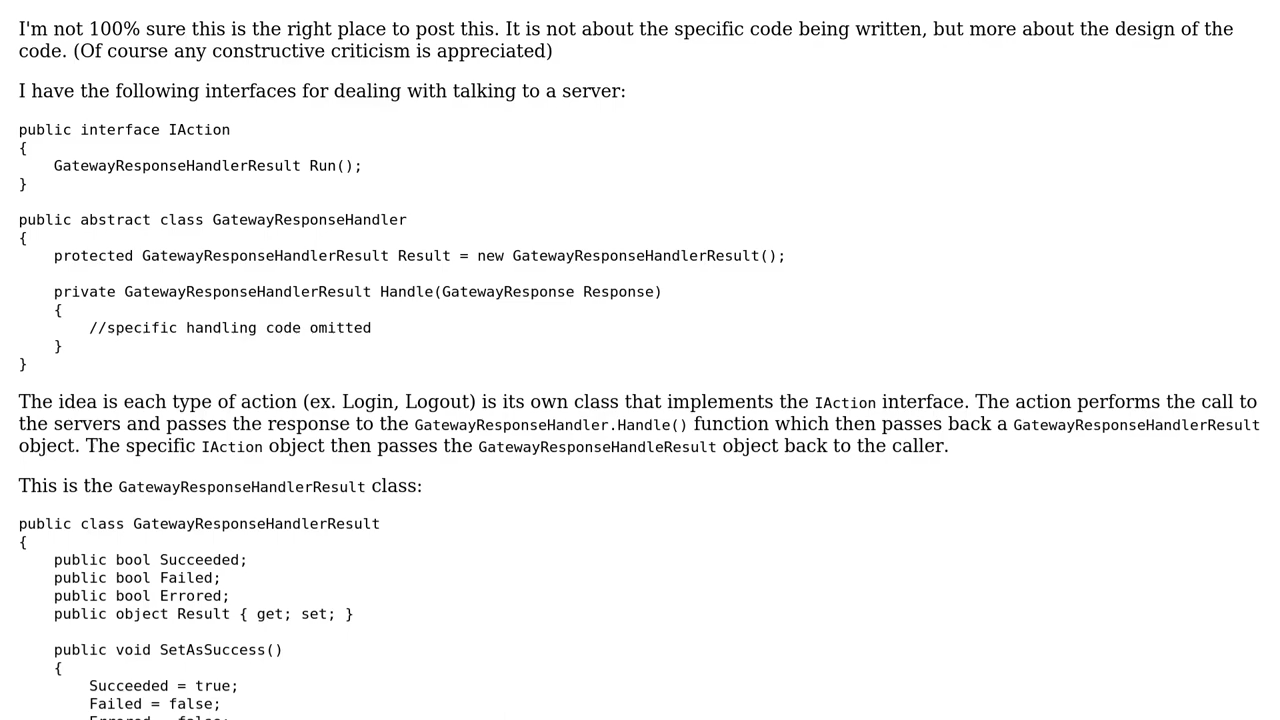 I'm not 100% sure this is the right place to post this. It is not about the specific code being written, but more about the design of the
code. (Of course any constructive criticism is appreciated)
I have the following interfaces for dealing with talking to a server:
public interface IAction
{
    GatewayResponseHandlerResult Run();
}
public abstract class GatewayResponseHandler
{
    protected GatewayResponseHandlerResult Result = new GatewayResponseHandlerResult();
    private GatewayResponseHandlerResult Handle(GatewayResponse Response)
    {
        //specific handling code omitted
    }
}
The idea is each type of action (ex. Login, Logout) is its own class that implements the IAction interface. The action performs the call to
the servers and passes the response to the GatewayResponseHandler.Handle() function which then passes back a GatewayResponseHandlerResult
object. The specific IAction object then passes the GatewayResponseHandleResult object back to the caller.
This is the GatewayResponseHandlerResult class:
public class GatewayResponseHandlerResult
{
    public bool Succeeded;
    public bool Failed;
    public bool Errored;
    public object Result { get; set; }
    public void SetAsSuccess()
    {
        Succeeded = true;
        Failed = false;